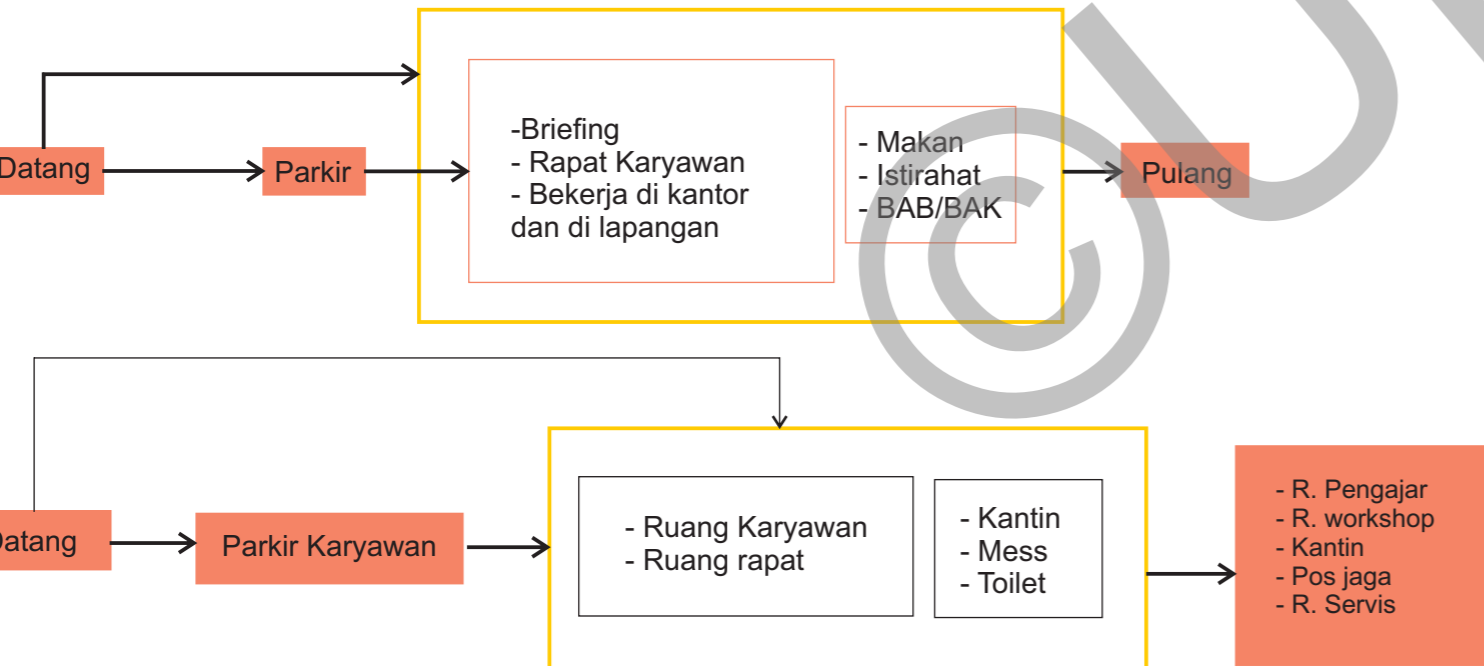 Datang
Parkir
-Briefing
- Rapat Karyawan
- Bekerja di kantor
dan di lapangan
- Makan
- Istirahat
- BAB/BAK
Pulang
Datang
Parkir Karyawan
- Ruang Karyawan
- Ruang rapat
- Kantin
- Mess
- Toilet
- R. Pengajar
- R. workshop
- Kantin
- Pos jaga
- R. Servis